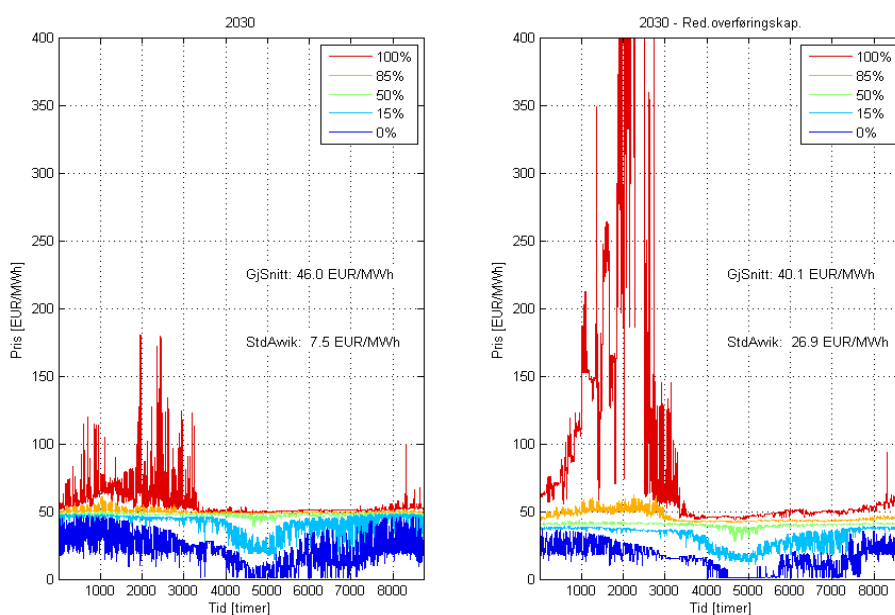 2030
400
350
300
250
200
150
100
50
0
Pris [EUR/MWh]
100%
85%
50%
15%
0%
GjSnitt: 46.0 EUR/MWh
StdAwik: 7.5 EUR/MWh
1000 2000 3000 4000 5000 6000 7000 8000
Tid [timer]
2030 - Red.overføringskap.
400
350
300
250
200
150
100
50
0
Pris [EUR/MWh]
100%
85%
50%
15%
0%
GjSnitt: 40.1 EUR/MWh
StdAwik: 26.9 EUR/MWh
1000 2000 3000 4000 5000 6000 7000 8000
Tid [timer]